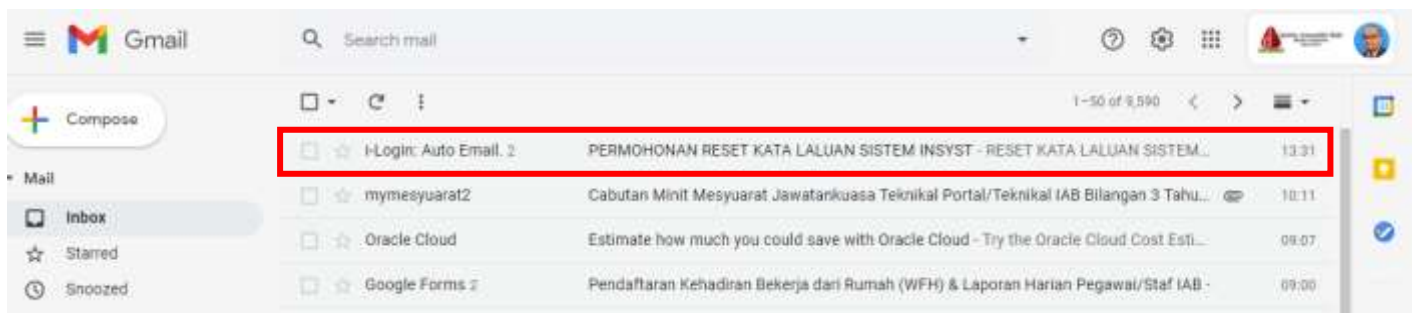 Gmail
Search mail
Compose
1–50 of 9,590
I-Login: Auto Email. 2 PERMOHONAN RESET KATA LALUAN SISTEM INSYST - RESET KATA LALUAN SISTEM... 13:31
Mail
mymesyuarat2 Cabutan Minit Mesyuarat Jawatankuasa Teknikal Portal/Teknikal IAB Bilangan 3 Tahu... 10:11
Inbox
Oracle Cloud Estimate how much you could save with Oracle Cloud - Try the Oracle Cloud Cost Esti... 09:07
Starred
Google Forms 2 Pendaftaran Kehadiran Bekerja dari Rumah (WFH) & Laporan Harian Pegawai/Staf IAB - 09:00
Snoozed